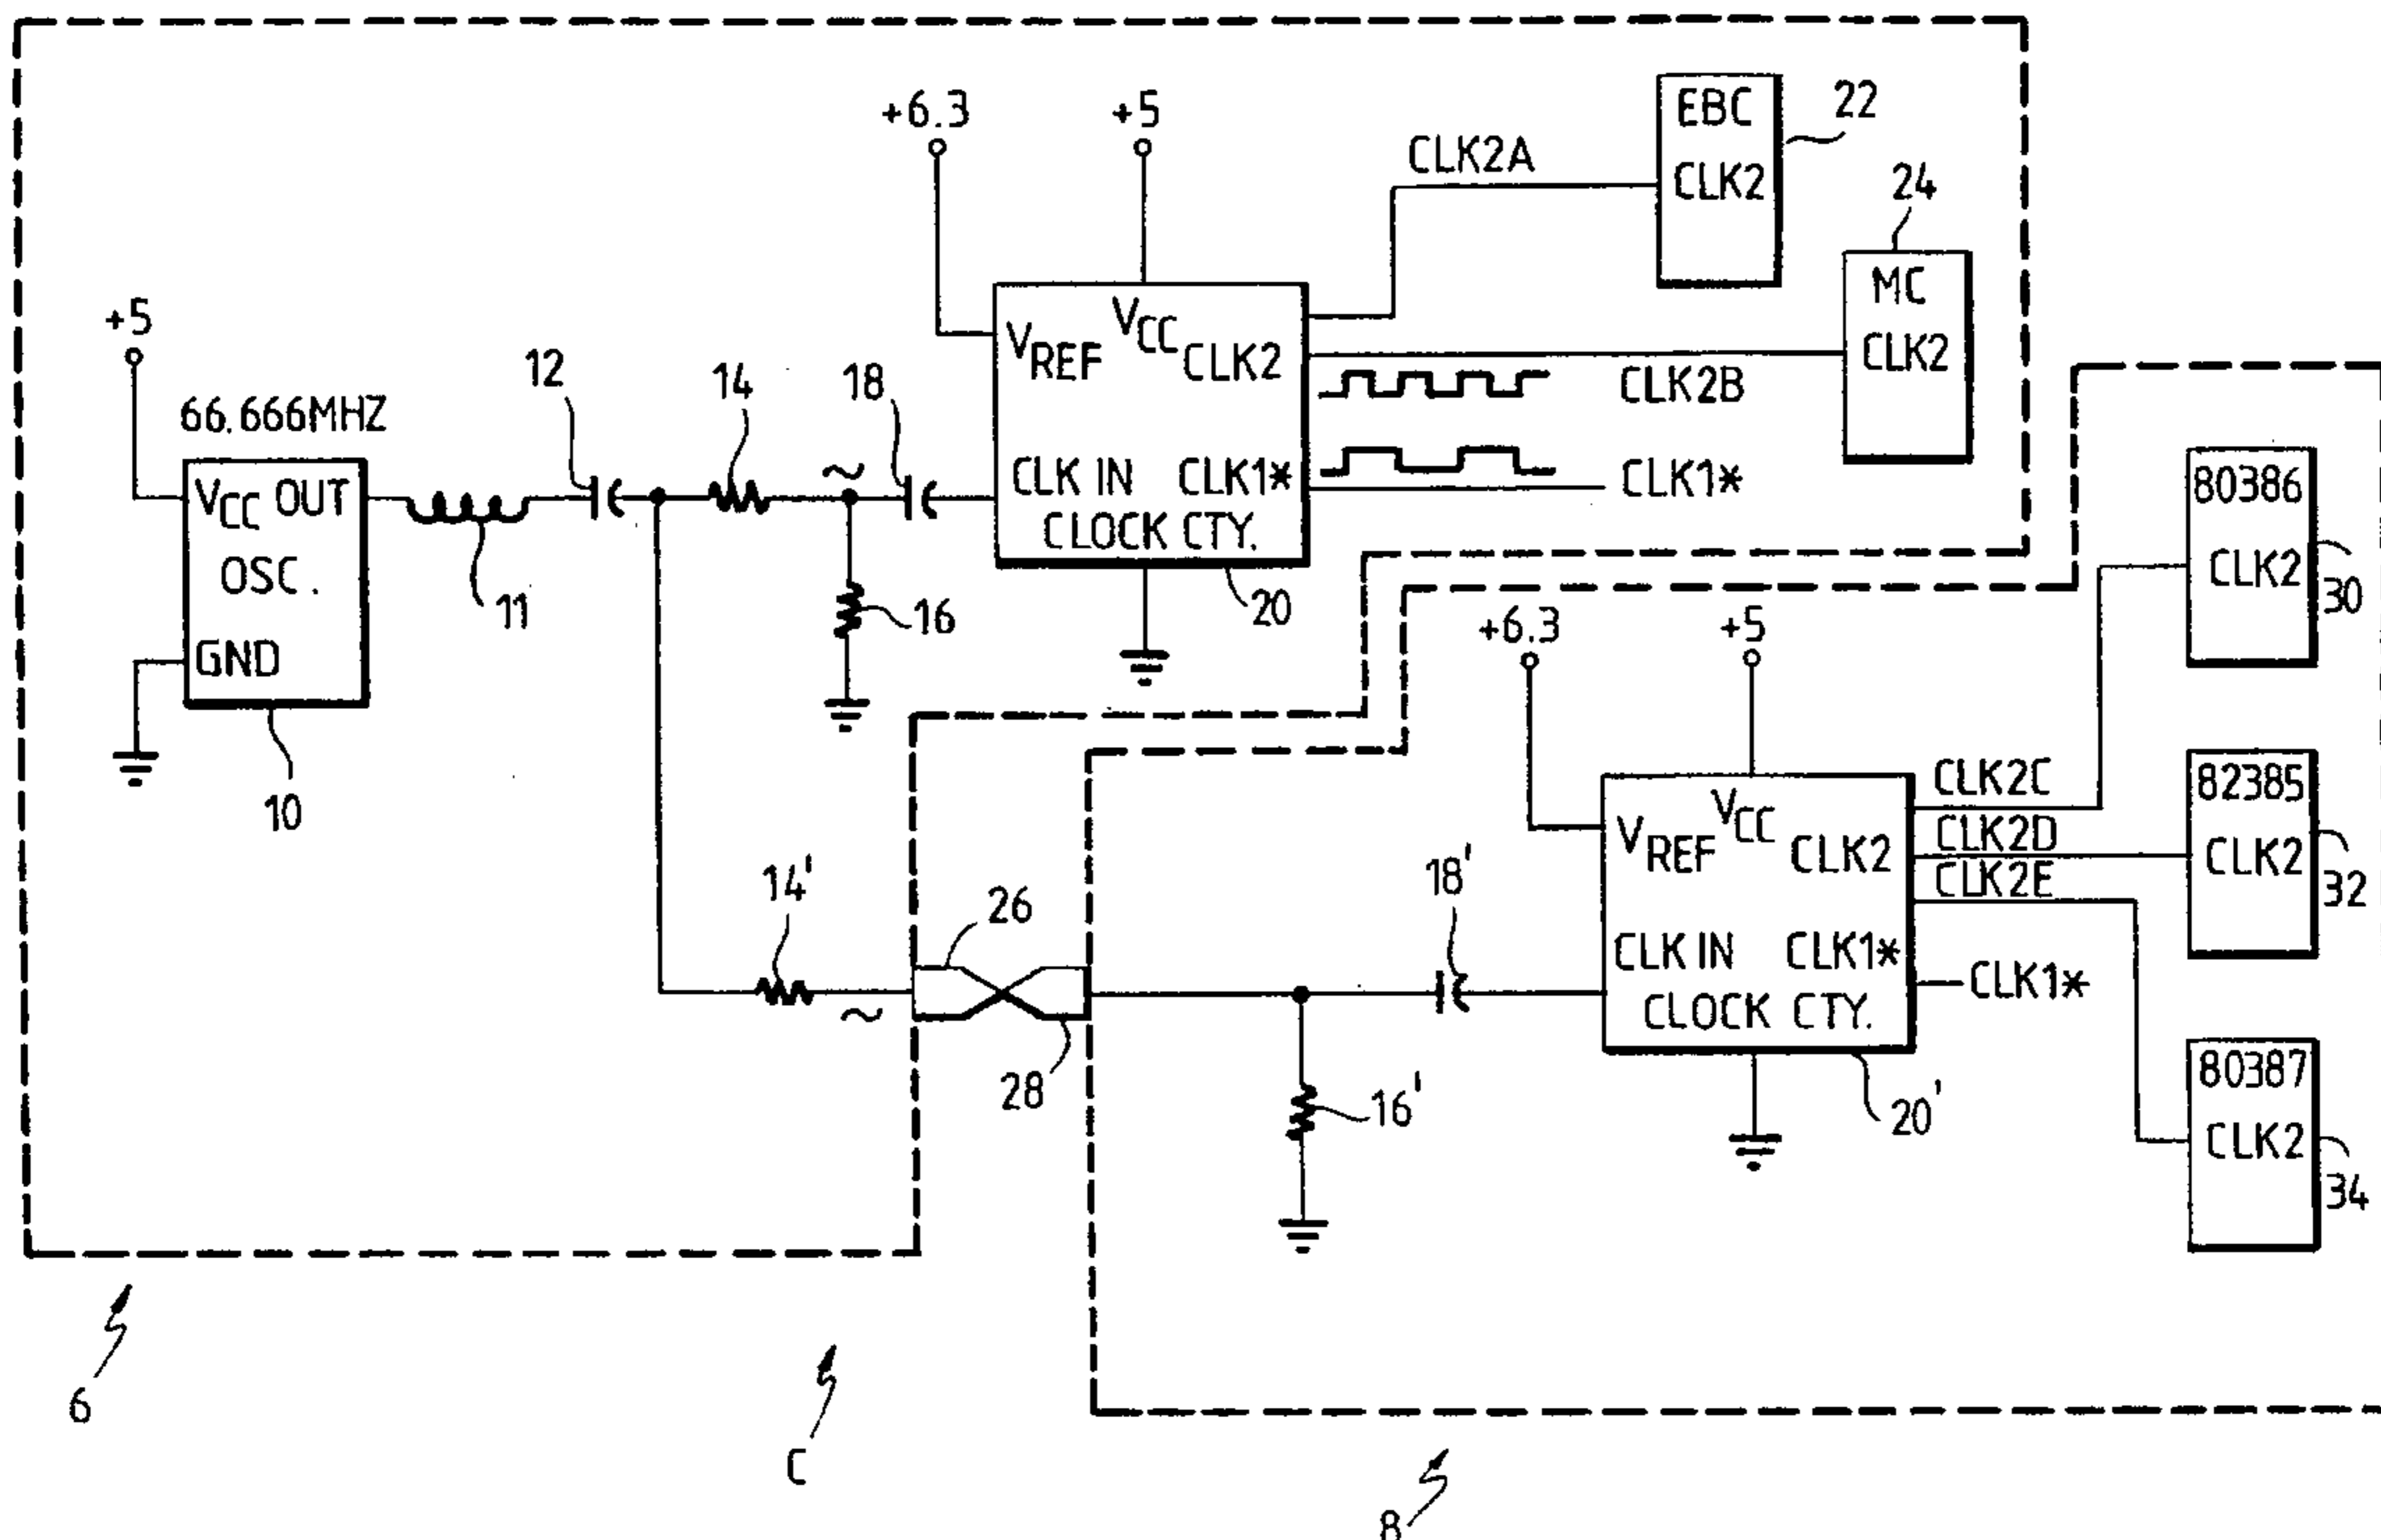 +6.3
+5
EBC
CLK2
22
CLK2A
24
MC
CLK2
+5
66.666MHZ
12
14
18
~
VREF
VCC
CLK2
CLK2B
CLK IN
CLK1*
CLK1*
CLOCK CTY.
VCC OUT
OSC.
GND
11
16
20
10
80386
CLK2
30
+6.3
+5
VREF
VCC
CLK2
CLK2C
CLK2D
CLK2E
82385
CLK2
32
14'
~
26
28
18'
CLK IN
CLK1*
CLK1*
CLOCK CTY.
16'
20'
80387
CLK2
34
6
C
8